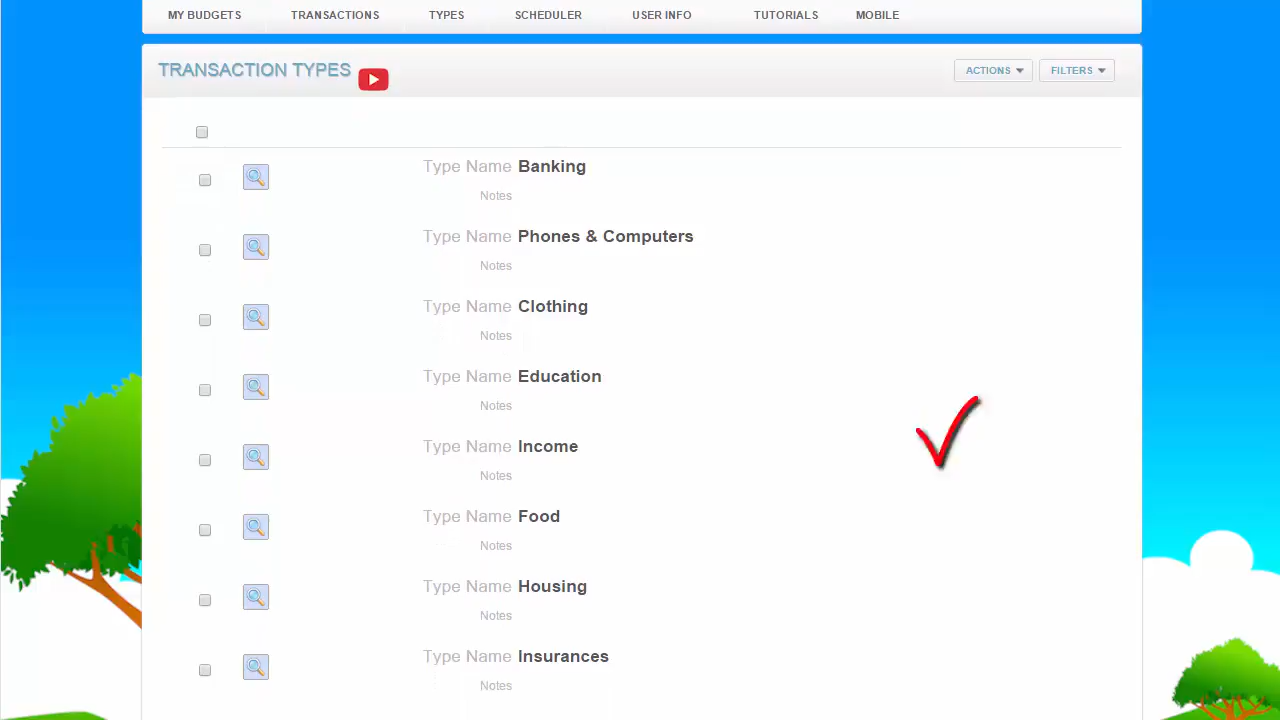 MY BUDGETS TRANSACTIONS TYPES SCHEDULER USER INFO TUTORIALS MOBILE
TRANSACTION TYPES ACTIONS FILTERS
Type Name Banking
Notes
Type Name Phones & Computers
Notes
Type Name Clothing
Notes
Type Name Education
Notes
Type Name Income
Notes
Type Name Food
Notes
Type Name Housing
Notes
Type Name Insurances
Notes